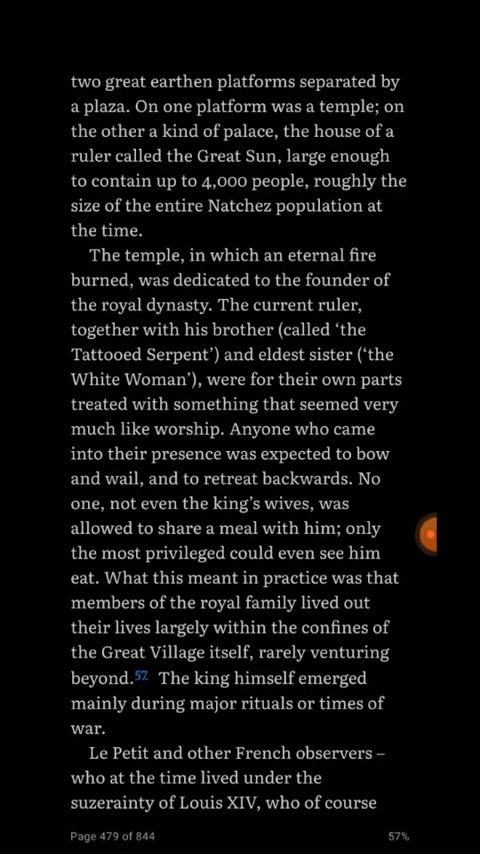 two great earthen platforms separated by
a plaza. On one platform was a temple; on
the other a kind of palace, the house of a
ruler called the Great Sun, large enough
to contain up to 4,000 people, roughly the
size of the entire Natchez population at
the time.
The temple, in which an eternal fire
burned, was dedicated to the founder of
the royal dynasty. The current ruler,
together with his brother (called ‘the
Tattooed Serpent’) and eldest sister (‘the
White Woman’), were for their own parts
treated with something that seemed very
much like worship. Anyone who came
into their presence was expected to bow
and wail, and to retreat backwards. No
one, not even the king’s wives, was
allowed to share a meal with him; only
the most privileged could even see him
eat. What this meant in practice was that
members of the royal family lived out
their lives largely within the confines of
the Great Village itself, rarely venturing
beyond.57 The king himself emerged
mainly during major rituals or times of
war.
Le Petit and other French observers –
who at the time lived under the
suzerainty of Louis XIV, who of course
Page 479 of 844 57%